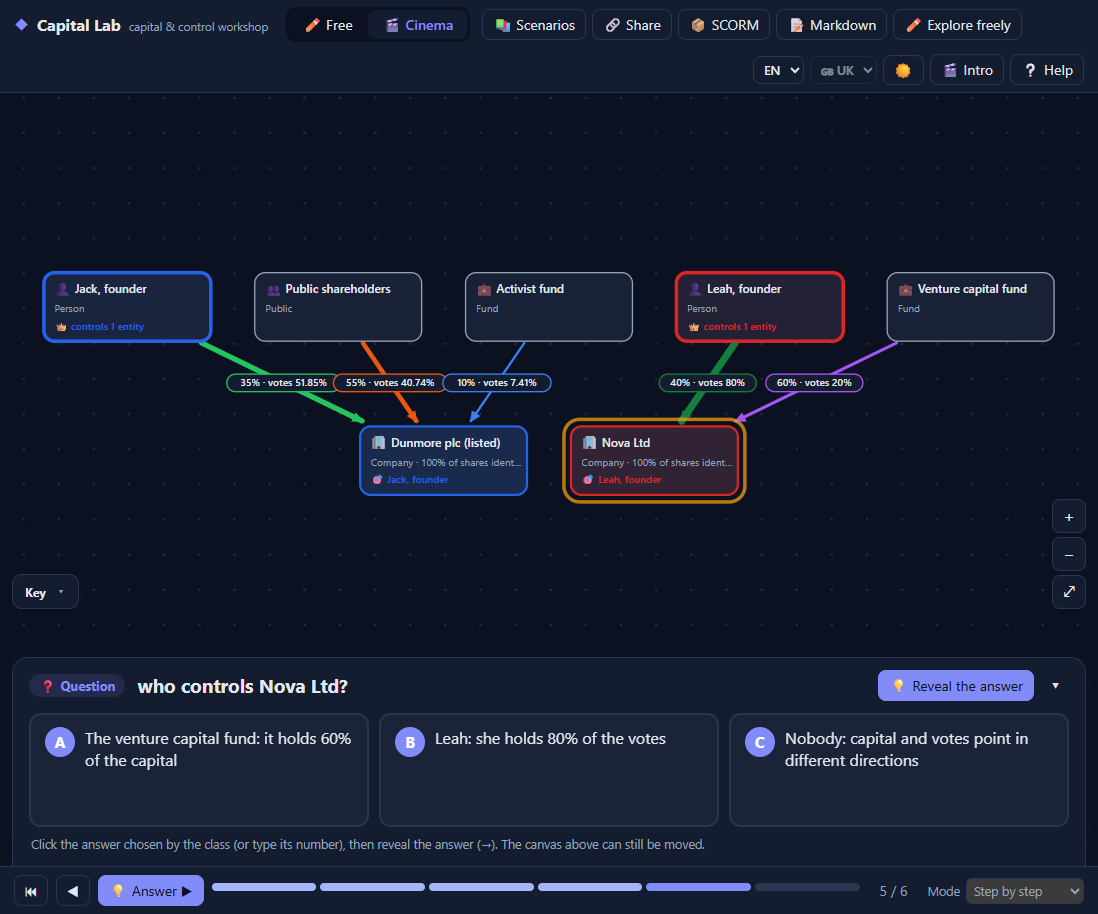 Capital Lab capital & control workshop Free Cinema Scenarios Share SCORM Markdown Explore freely
EN GB UK Intro ? Help
Jack, founder
Person
controls 1 entity
Public shareholders
Public
Activist fund
Fund
Leah, founder
Person
controls 1 entity
Venture capital fund
Fund
35% · votes 51.85% 55% · votes 40.74% 10% · votes 7.41% 40% · votes 80% 60% · votes 20%
Dunmore plc (listed)
Company · 100% of shares ident…
Jack, founder
Nova Ltd
Company · 100% of shares ident…
Leah, founder
+
−
Key
? Question who controls Nova Ltd? Reveal the answer
A The venture capital fund: it holds 60%
of the capital
B Leah: she holds 80% of the votes
C Nobody: capital and votes point in
different directions
Click the answer chosen by the class (or type its number), then reveal the answer (→). The canvas above can still be moved.
Answer ▶ 5 / 6 Mode Step by step